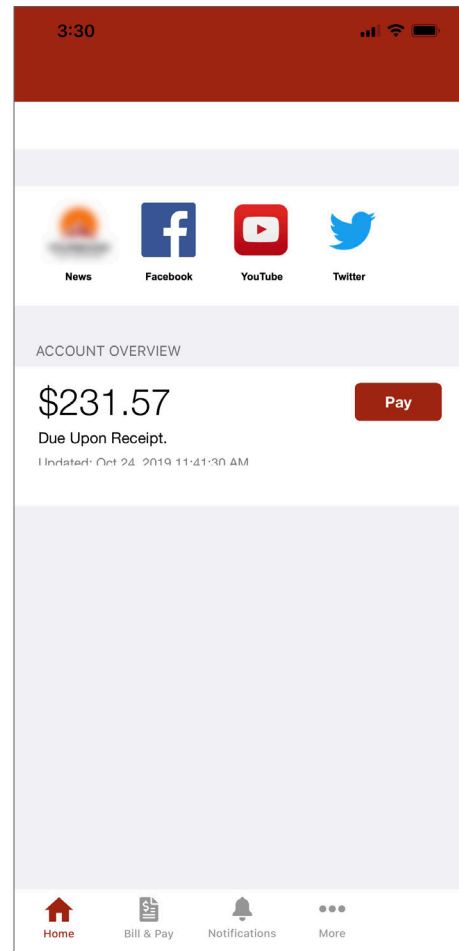 3:30
News Facebook YouTube Twitter
ACCOUNT OVERVIEW
$231.57
Pay
Due Upon Receipt.
Updated: Oct 24, 2019 11:41:30 AM
Home Bill & Pay Notifications More